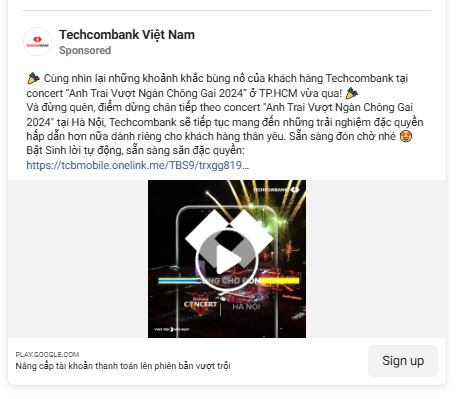 Techcombank Việt Nam
Sponsored
🎉 Cùng nhìn lại những khoảnh khắc bùng nổ của khách hàng Techcombank tại
concert “Anh Trai Vượt Ngàn Chông Gai 2024” ở TP.HCM vừa qua! 🎉
Và đừng quên, điểm dừng chân tiếp theo concert "Anh Trai Vượt Ngàn Chông Gai
2024" tại Hà Nội, Techcombank sẽ tiếp tục mang đến những trải nghiệm đặc quyền
hấp dẫn hơn nữa dành riêng cho khách hàng thân yêu. Sẵn sàng đón chờ nhé 🤩
Bật Sinh lời tự động, sẵn sàng săn đặc quyền:
https://tcbmobile.onelink.me/TBS9/trxgg819...
TECHCOMBANK
CÙNG CHỜ ĐÓN
CONCERT
HÀ NỘI
PLAY.GOOGLE.COM
Nâng cấp tài khoản thanh toán lên phiên bản vượt trội
Sign up